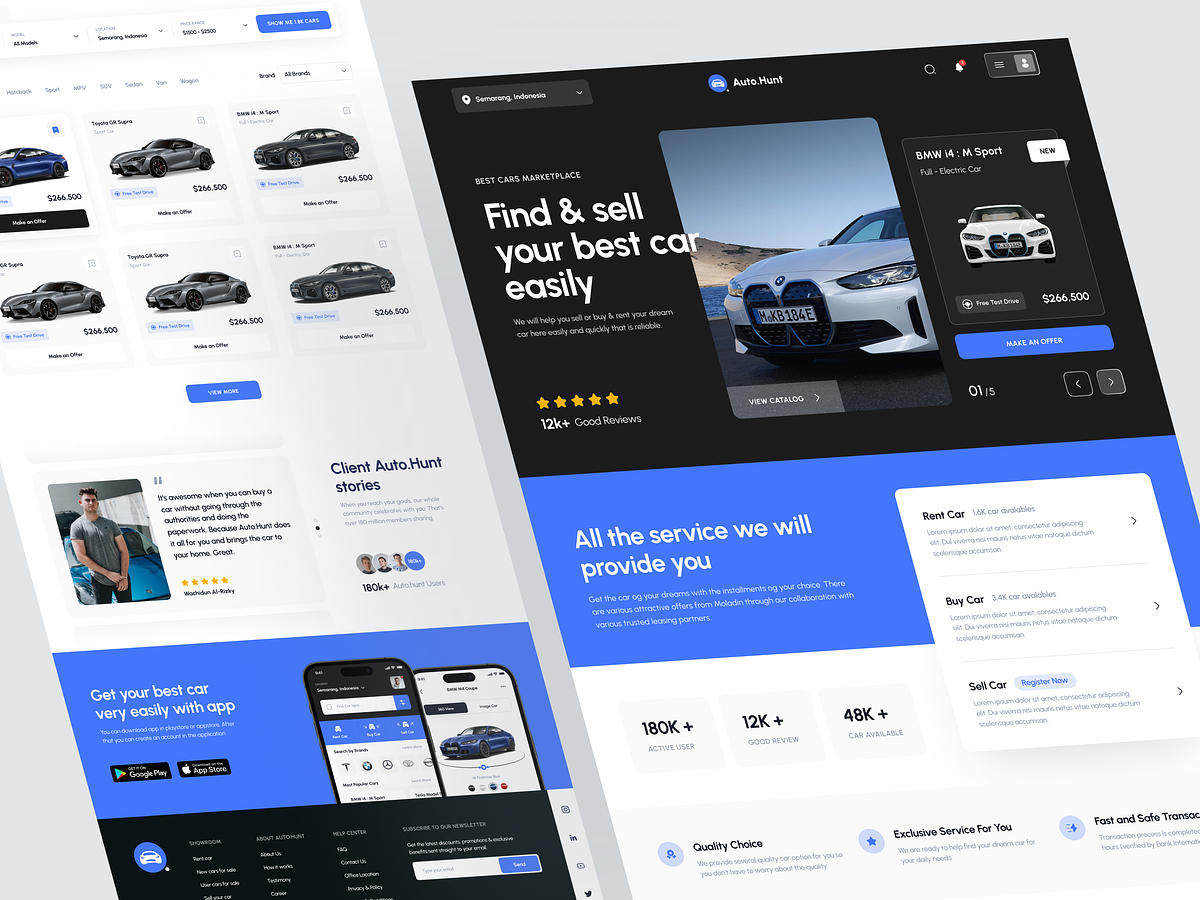 MODEL
All Models
LOCATION
Semarang, Indonesia
PRICE RANGE
$1500 - $2500
SHOW ME 1.8K CARS
Hatcback
Sport
MPV
SUV
Sedan
Van
Wagon
Brand
All Brands
$266.500
Make an Offer
Toyota GR Supra
Sport Car
Free Test Drive
$266.500
Make an Offer
BMW i4 : M Sport
Full - Electric Car
Free Test Drive
$266.500
Make an Offer
GR Supra
Free Test Drive
$266.500
Make an Offer
Toyota GR Supra
Sport Car
Free Test Drive
$266.500
Make an Offer
BMW i4 : M Sport
Full - Electric Car
Free Test Drive
$266.500
Make an Offer
VIEW MORE
It's awesome when you can buy a
car without going through the
authorities and doing the
paperwork. Because Auto.Hunt does
it all for you and brings the car to
your home. Great.
Wachidun Al-Rizky
Client Auto.Hunt
stories
When you reach your goals, our whole
community celebrates with you. That's
over 180 million members sharing.
180k+
180k+ Auto.hunt Users
Get your best car
very easily with app
You can download app in playstore or appstore. After
that you can create an account in the application
GET IT ON
Google Play
Download on the
App Store
9:41
Semarang, Indonesia
Find Car here
Rent Car
Buy Car
Sell Car
Search by Brands
Learn More
Most Popular Cars
Learn More
BMW i4 : M Sport
Tesla Model
9:41
BMW M4 Coupe
360 View
Image Car
SHOWROOM
Rent car
New cars for sale
User cars for sale
Sell your car
ABOUT AUTO.HUNT
About Us
How it works
Testimony
Career
HELP CENTER
FAQ
Contact Us
Office Location
Privacy & Policy
SUBSCRIBE TO OUR NEWSLETTER
Get the latest discounts, promotions & exclusive
benefits sent straight to your email.
Type your email
Send
Semarang, Indonesia
Auto.Hunt
BEST CARS MARKETPLACE
Find & sell
your best car
easily
We will help you sell or buy & rent your dream
car here easily and quickly that is reliable.
12k+ Good Reviews
M KB184E
VIEW CATALOG
BMW i4 : M Sport
Full - Electric Car
NEW
Free Test Drive
$266.500
MAKE AN OFFER
01 /5
All the service we will
provide you
Get the car og your dreams with the installments og your choice. There
are various attractive offers from Moladin through our collaboration with
various trusted leasing partners.
Rent Car 1.6K car avalables
Lorem ipsum dolor sit amet, consectetur adipiscing
elit. Dui viverra nisi mauris netus vitae natoque dictum
scelerisque accumsan.
Buy Car 3,4K car avalables
Lorem ipsum dolor sit amet, consectetur adipiscing
elit. Dui viverra nisi mauris netus vitae natoque dictum
scelerisque accumsan.
Sell Car Register Now
Lorem ipsum dolor sit amet, consectetur adipiscing
elit. Dui viverra nisi mauris netus vitae natoque dictum
scelerisque accumsan.
180K +
ACTIVE USER
12K +
GOOD REVIEW
48K +
CAR AVAILABLE
Quality Choice
We provide several quality car option for you so
you don't have to worry about the quality.
Exclusive Service For You
We are ready to help find your dream car for
your daily needs
Fast and Safe Transac
Transaction process is complete
hours (verified by Bank Internatio